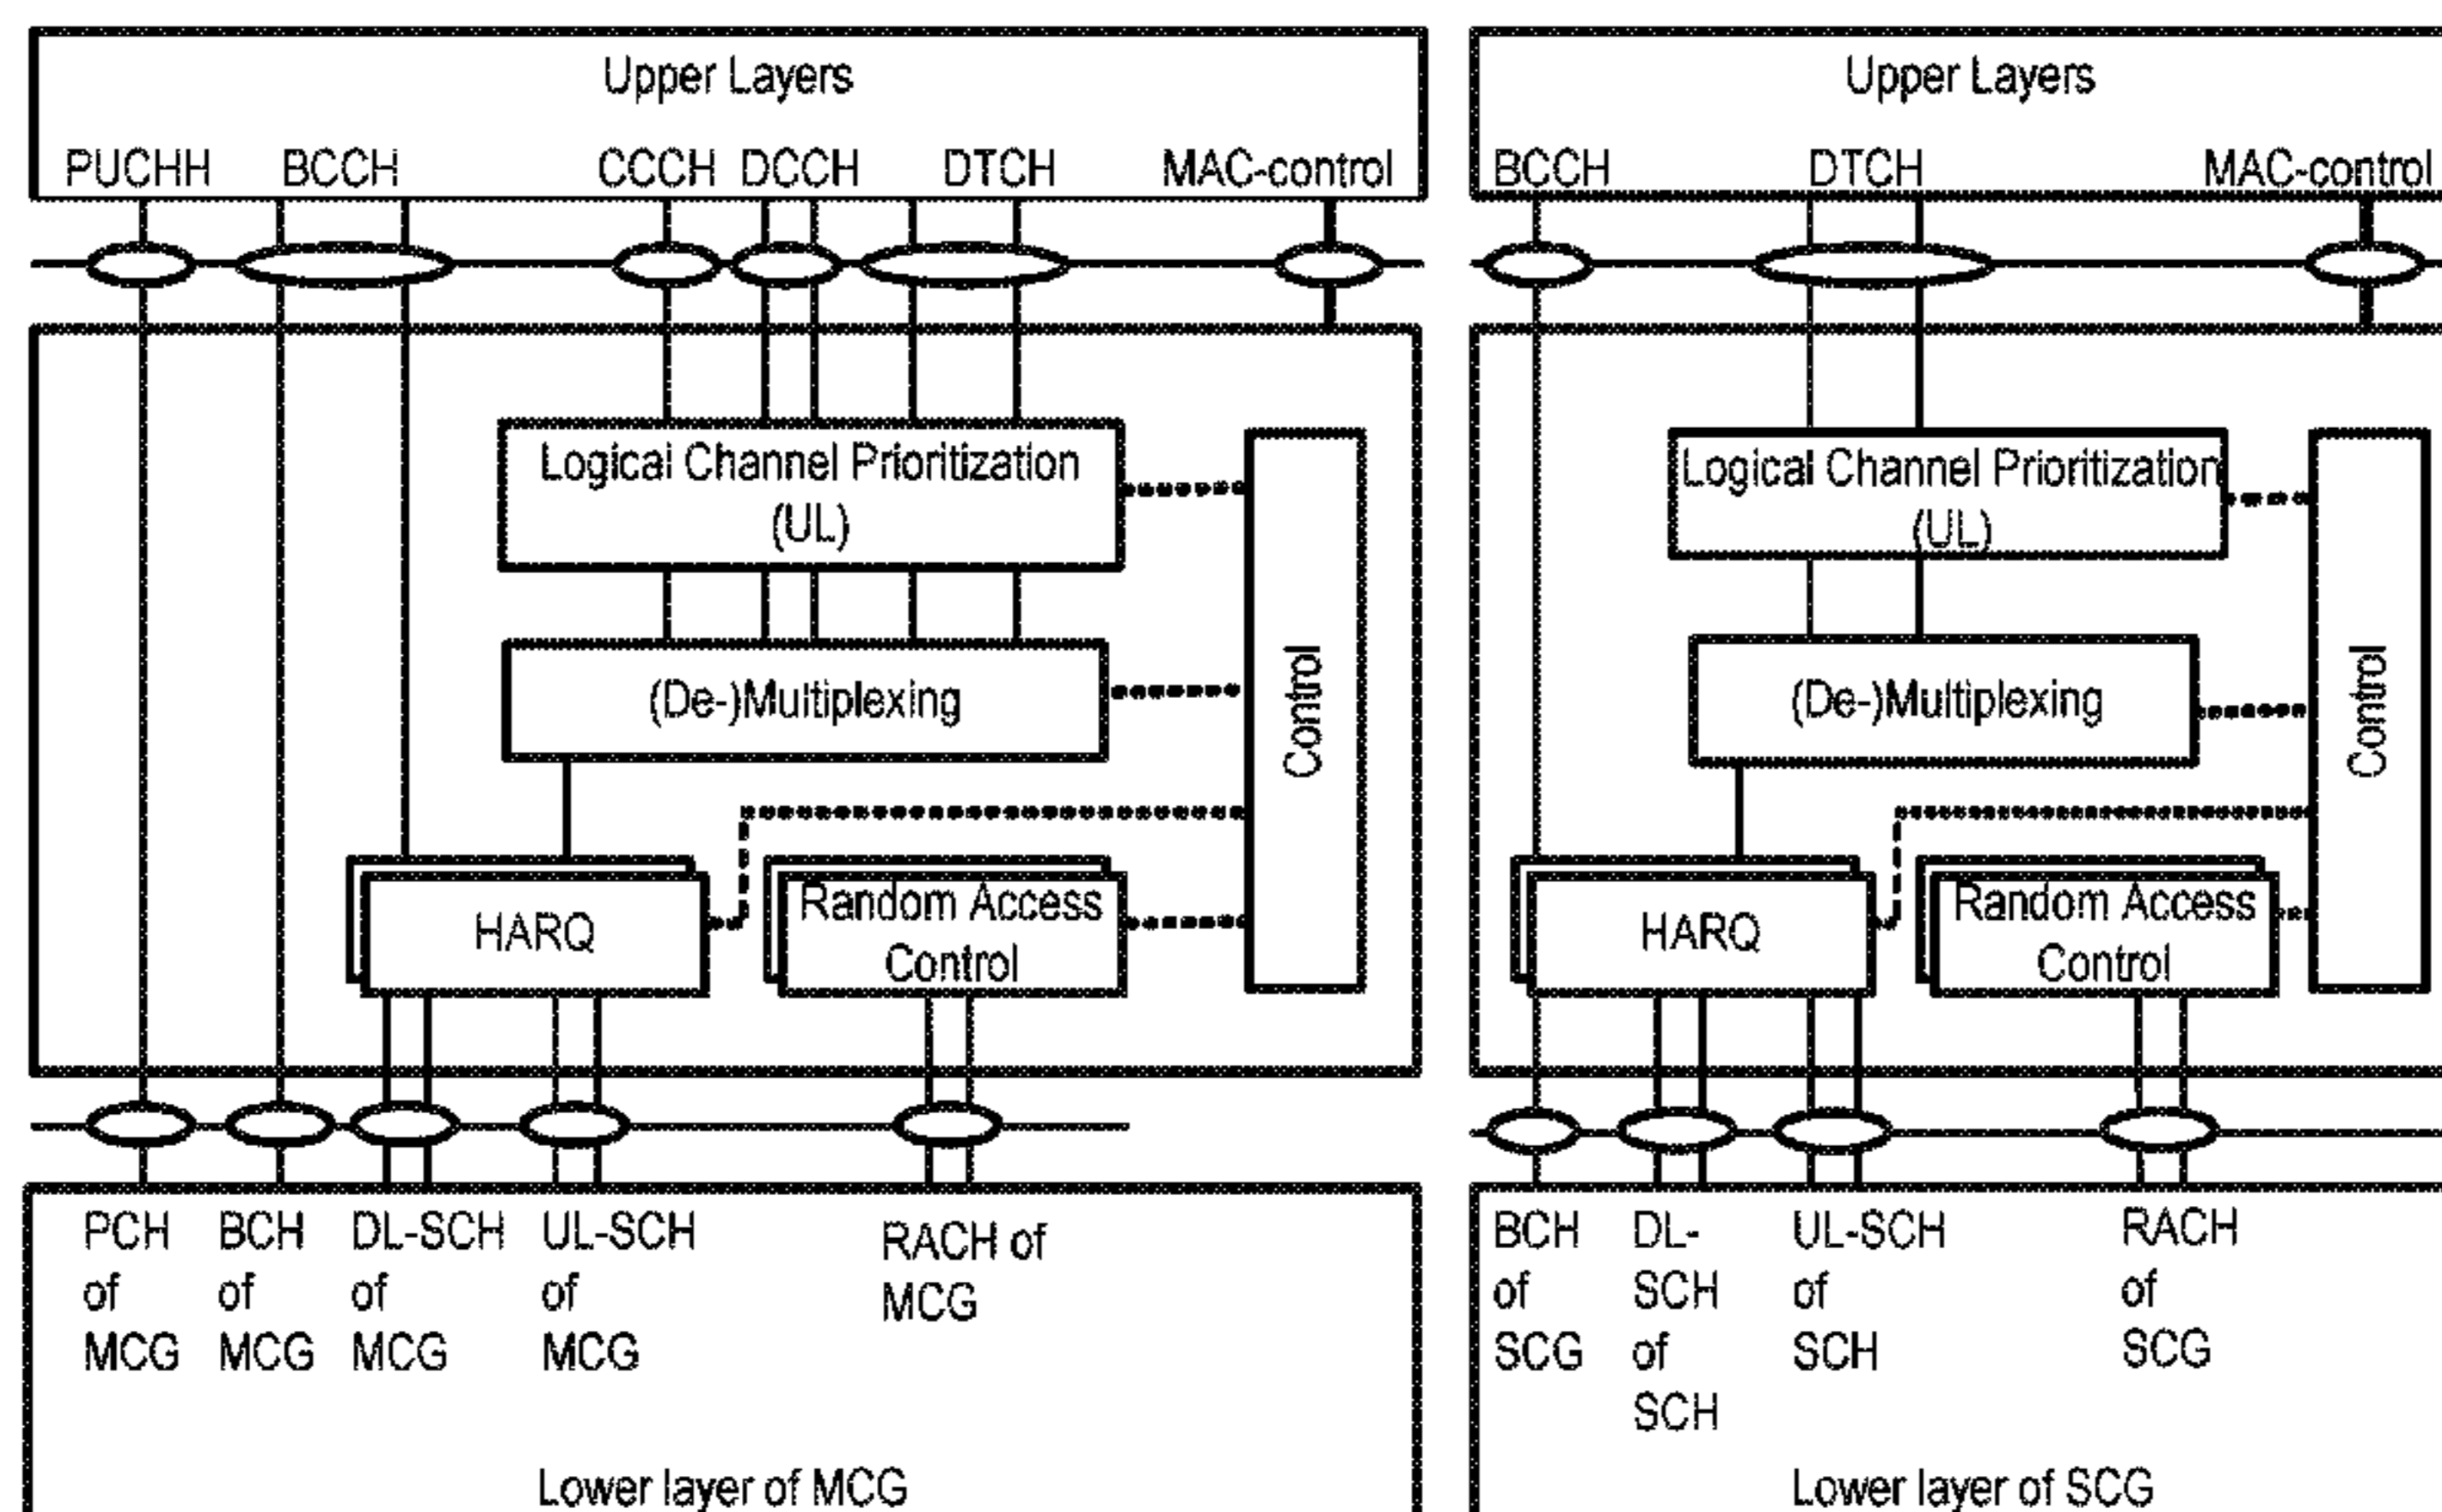 Upper Layers
PUCHH BCCH CCCH DCCH DTCH MAC-control
Logical Channel Prioritization
(UL)
(De-)Multiplexing
Control
HARQ
Random Access
Control
PCH
of
MCG
BCH
of
MCG
DL-SCH
of
MCG
UL-SCH
of
MCG
RACH of
MCG
Lower layer of MCG
Upper Layers
BCCH DTCH MAC-control
Logical Channel Prioritization
(UL)
(De-)Multiplexing
Control
HARQ
Random Access
Control
BCH
of
SCG
DL-
SCH
of
SCH
UL-SCH
of
SCH
RACH
of
SCG
Lower layer of SCG